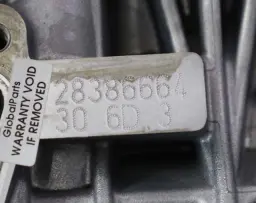 GlobalParts
WARRANTY VOID
IF REMOVED
28386664
30 6D 3